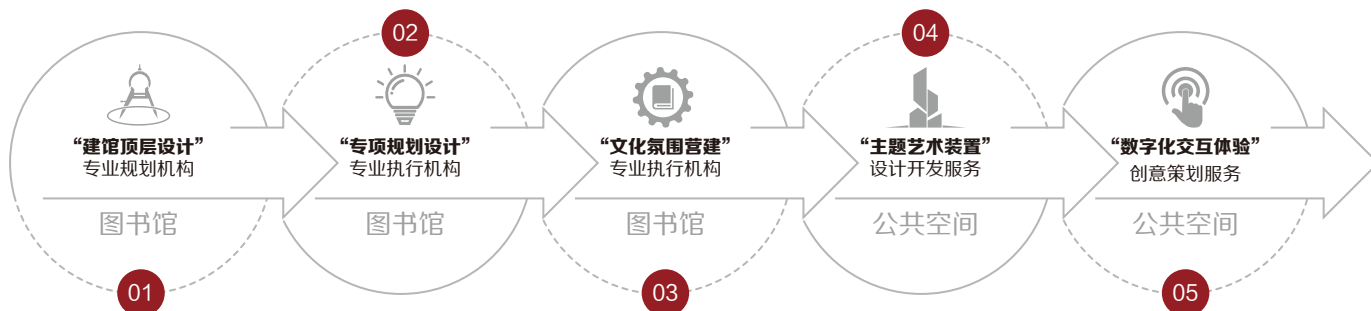 01
“建馆顶层设计”
专业规划机构
图书馆
02
“专项规划设计”
专业执行机构
图书馆
03
“文化氛围营建”
专业执行机构
图书馆
04
“主题艺术装置”
设计开发服务
公共空间
05
“数字化交互体验”
创意策划服务
公共空间